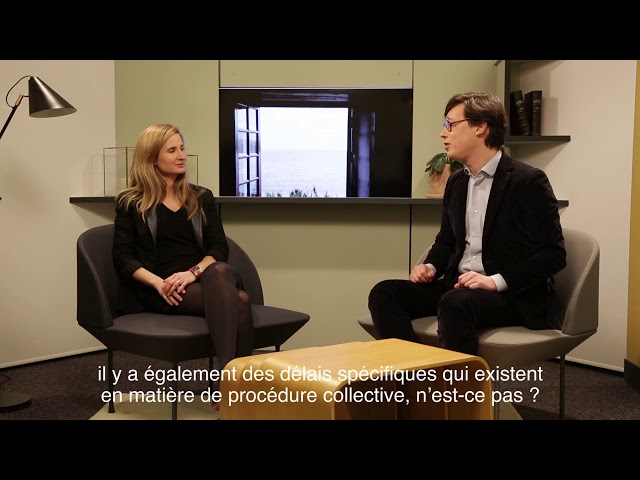 il y a également des délais spécifiques qui existent
en matière de procédure collective, n'est-ce pas ?